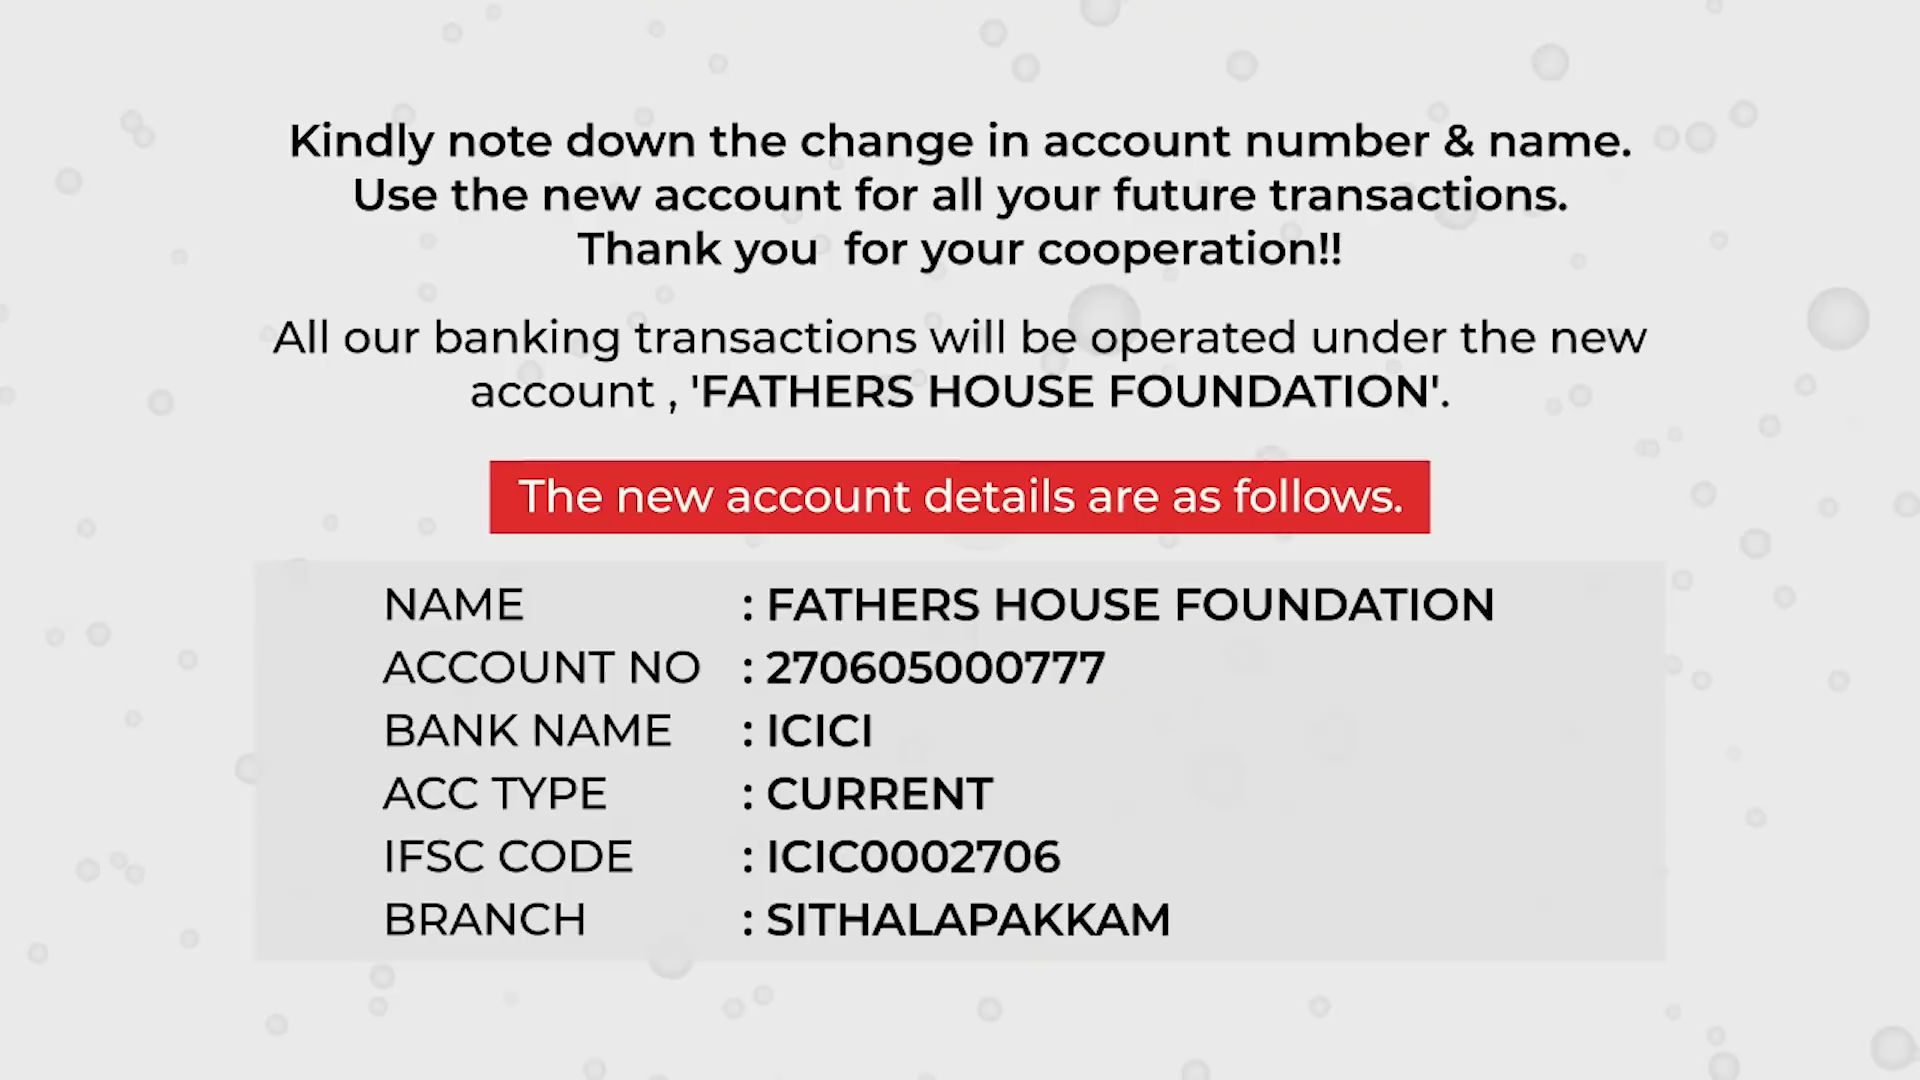 Kindly note down the change in account number & name.
Use the new account for all your future transactions.
Thank you  for your cooperation!!
All our banking transactions will be operated under the new
account , 'FATHERS HOUSE FOUNDATION'.
The new account details are as follows.
NAME : FATHERS HOUSE FOUNDATION
ACCOUNT NO : 270605000777
BANK NAME : ICICI
ACC TYPE : CURRENT
IFSC CODE : ICIC0002706
BRANCH : SITHALAPAKKAM